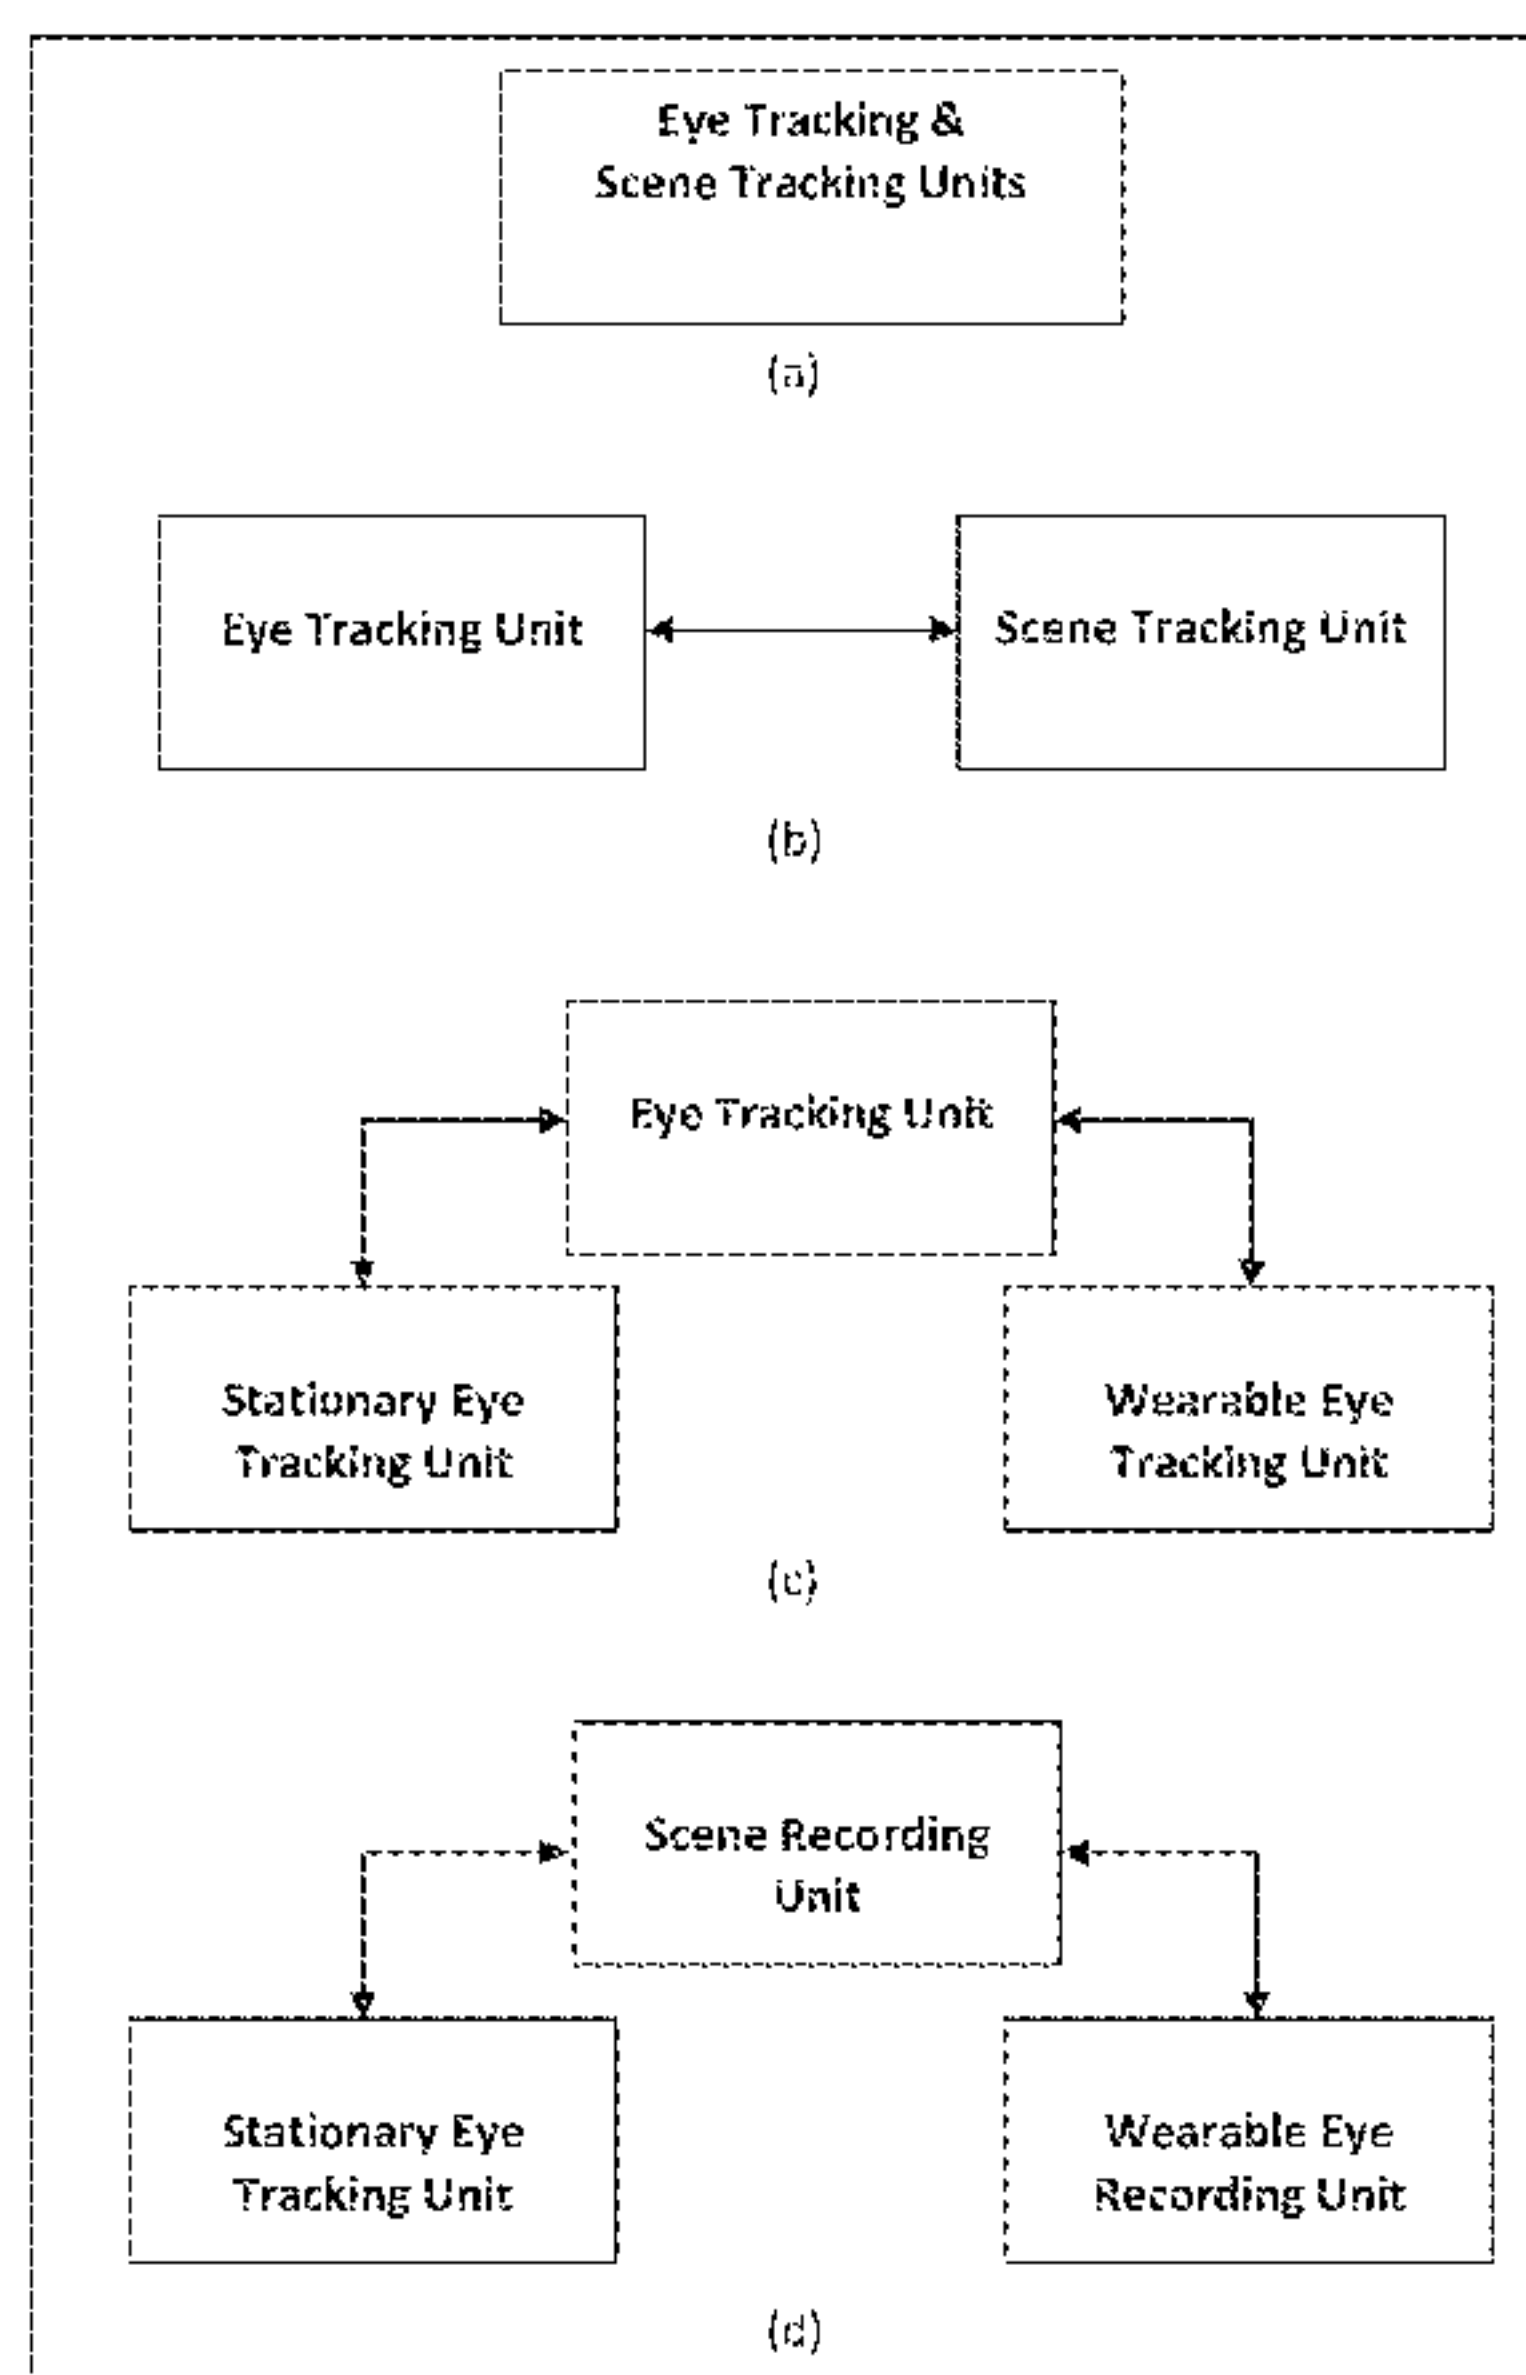 Eye Tracking &
Scene Tracking Units
(a)
Eye Tracking Unit
Scene Tracking Unit
(b)
Eye Tracking Unit
Stationary Eye
Tracking Unit
Wearable Eye
Tracking Unit
(c)
Scene Recording
Unit
Stationary Eye
Tracking Unit
Wearable Eye
Recording Unit
(d)